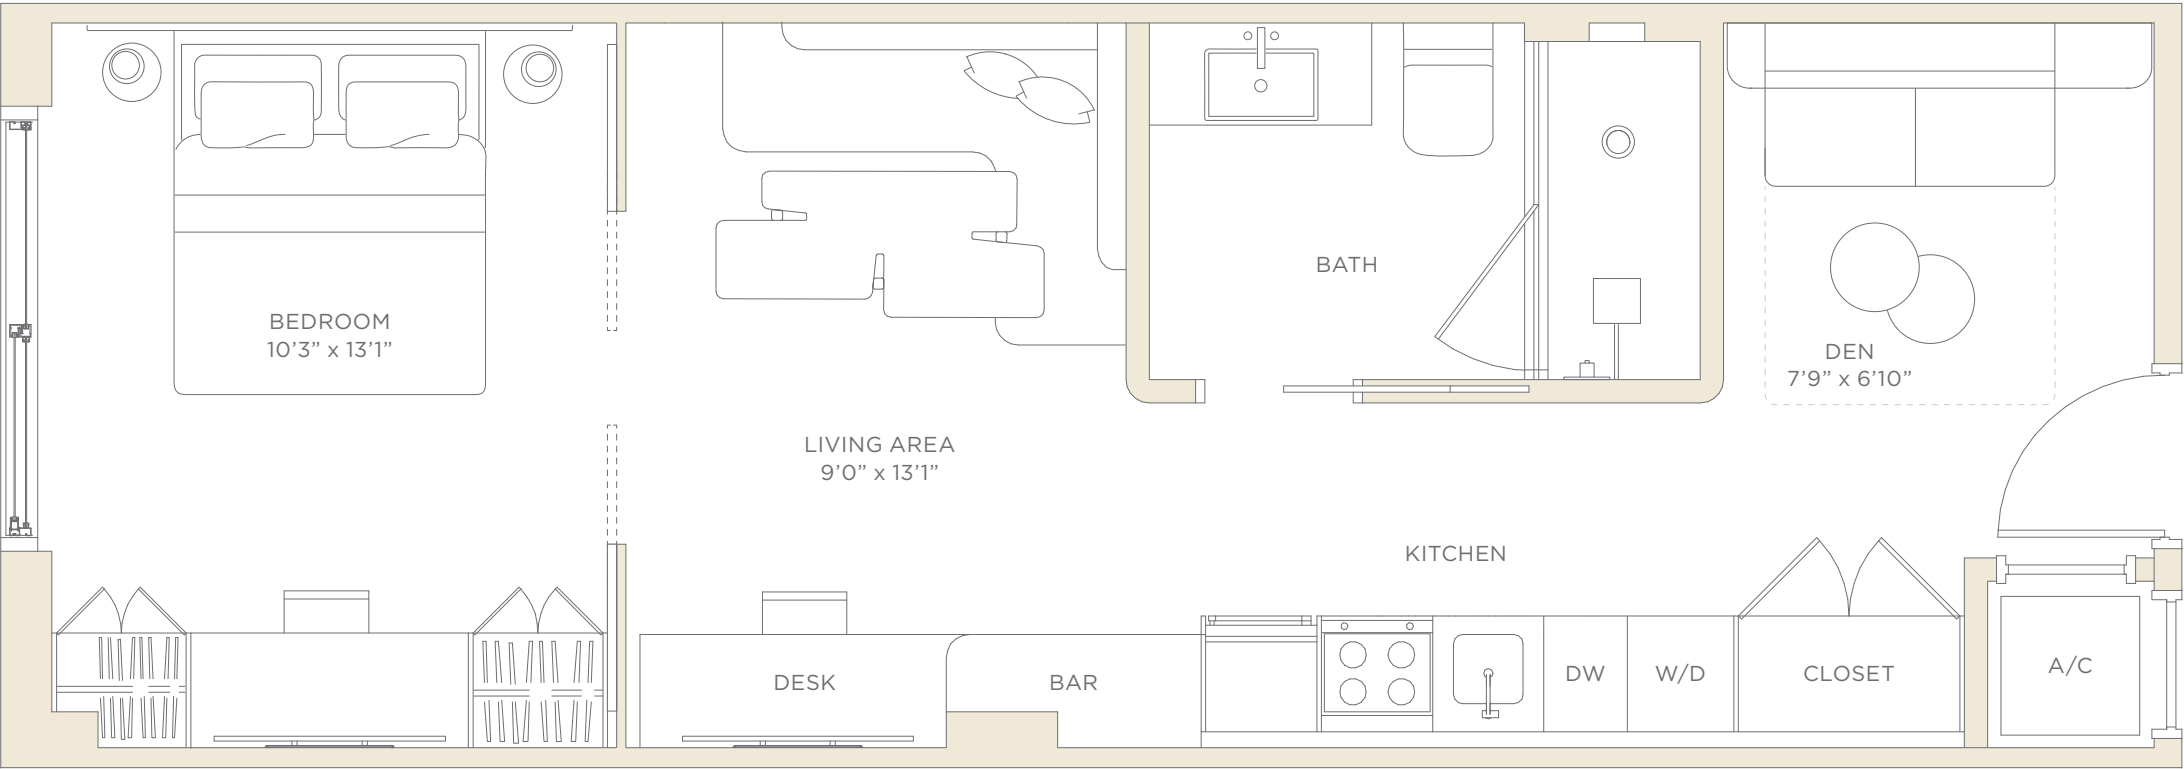 BEDROOM
10’3” x 13’1”
LIVING AREA
9’0” x 13’1”
BATH
DEN
7’9” x 6’10”
KITCHEN
DESK
BAR
DW
W/D
CLOSET
A/C